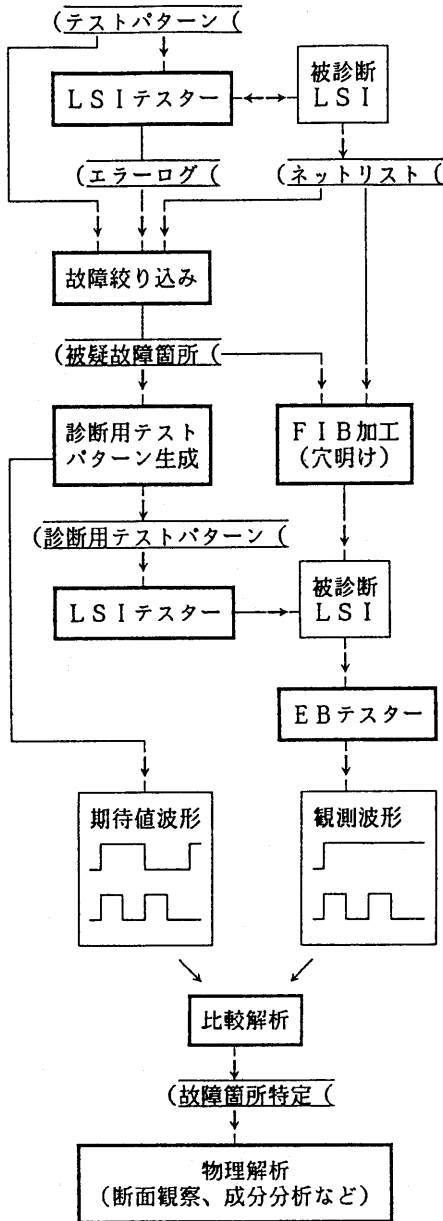 テストパターン
LSIテスター
被診断
LSI
エラーログ
ネットリスト
故障絞り込み
被疑故障箇所
診断用テスト
パターン生成
FIB加工
(穴明け)
診断用テストパターン
LSIテスター
被診断
LSI
EBテスター
期待値波形
観測波形
比較解析
故障箇所特定
物理解析
(断面観察、成分分析など)